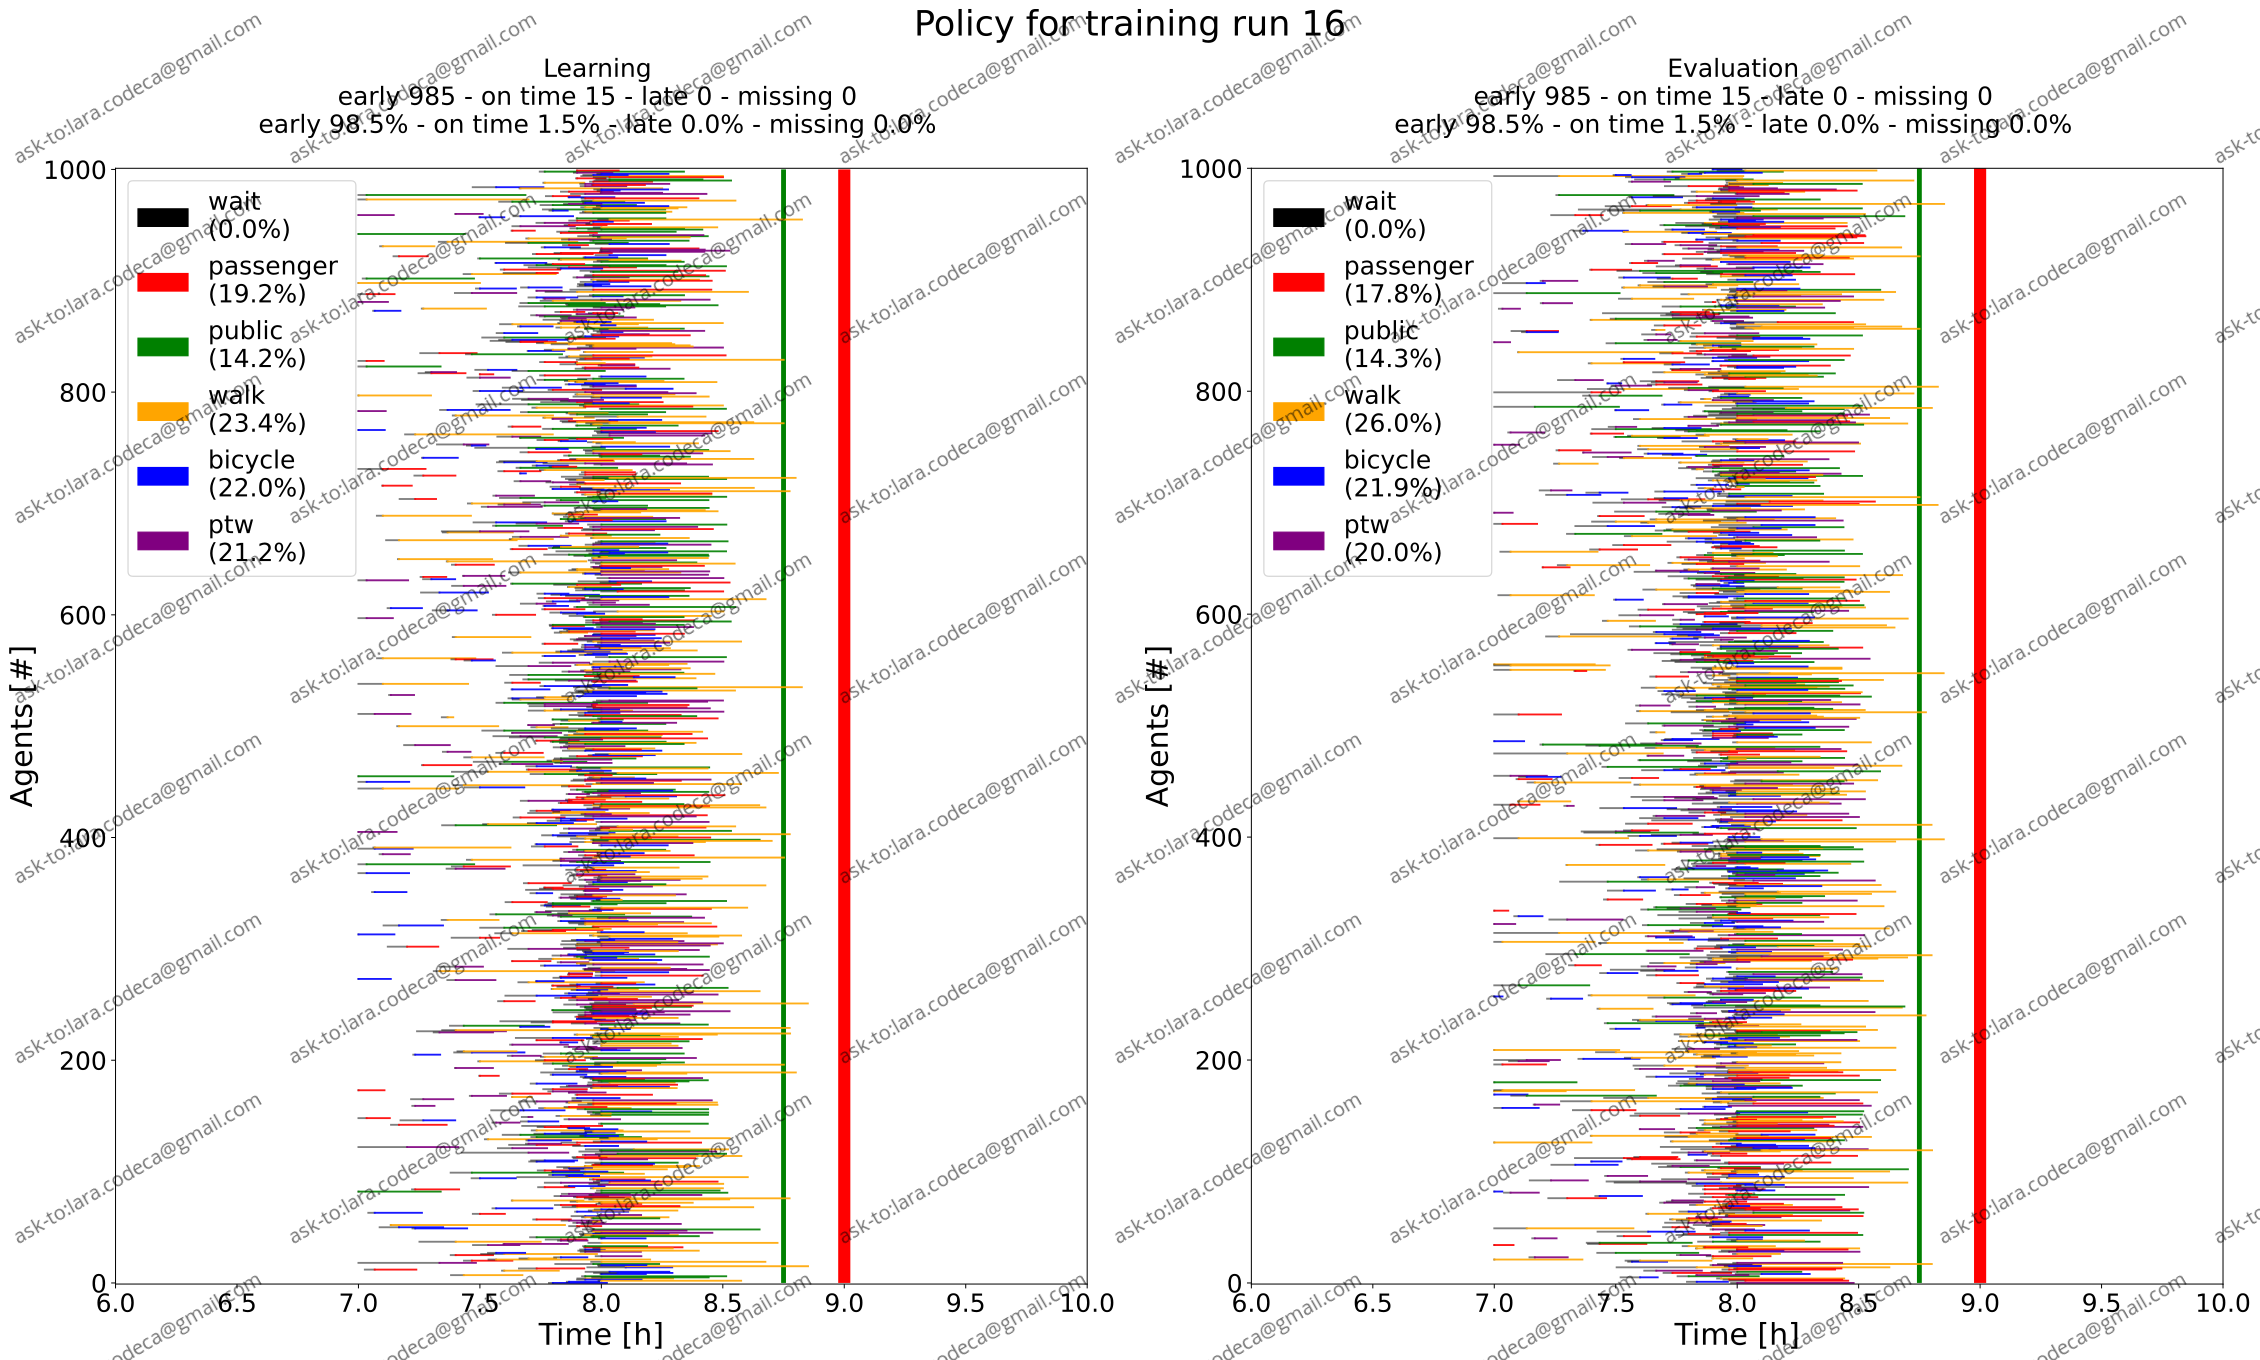 Policy for training run 16
Learning
early 985 - on time 15 - late 0 - missing 0
early 98.5% - on time 1.5% - late 0.0% - missing 0.0%
1000
800
600
400
200
0
Agents [#]
wait
(0.0%)
passenger
(19.2%)
public
(14.2%)
walk
(23.4%)
bicycle
(22.0%)
ptw
(21.2%)
6.0 6.5 7.0 7.5 8.0 8.5 9.0 9.5 10.0
Time [h]
Evaluation
early 985 - on time 15 - late 0 - missing 0
early 98.5% - on time 1.5% - late 0.0% - missing 0.0%
1000
800
600
400
200
0
Agents [#]
wait
(0.0%)
passenger
(17.8%)
public
(14.3%)
walk
(26.0%)
bicycle
(21.9%)
ptw
(20.0%)
6.0 6.5 7.0 7.5 8.0 8.5 9.0 9.5 10.0
Time [h]
ask-to:lara.codeca@gmail.com